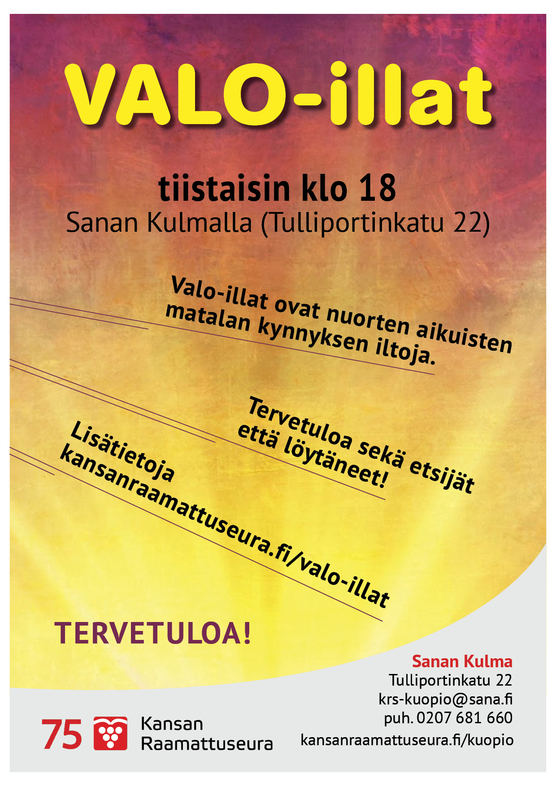 VALO-illat
tiistaisin klo 18
Sanan Kulmalla (Tulliportinkatu 22)
Valo-illat ovat nuorten aikuisten
matalan kynnyksen iltoja.
Tervetuloa sekä etsijät
että löytäneet!
Lisätietoja
kansanraamattuseura.fi/valo-illat
TERVETULOA!
Sanan Kulma
Tulliportinkatu 22
krs-kuopio@sana.fi
puh. 0207 681 660
kansanraamattuseura.fi/kuopio
75
Kansan
Raamattuseura